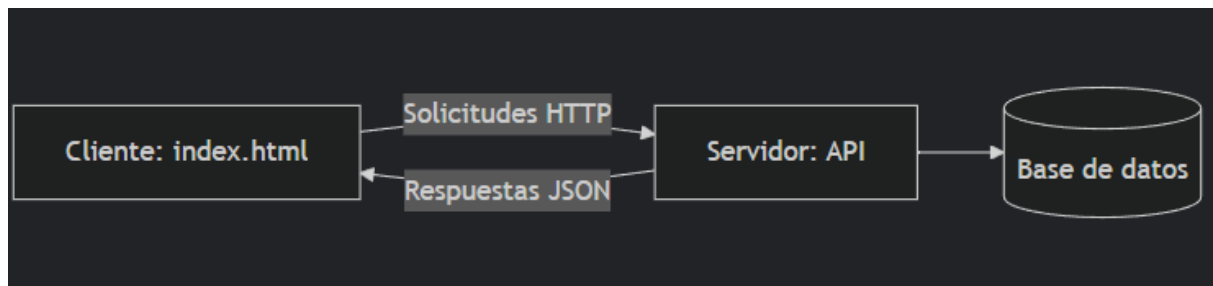 Cliente: index.html
Solicitudes HTTP
Respuestas JSON
Servidor: API
Base de datos